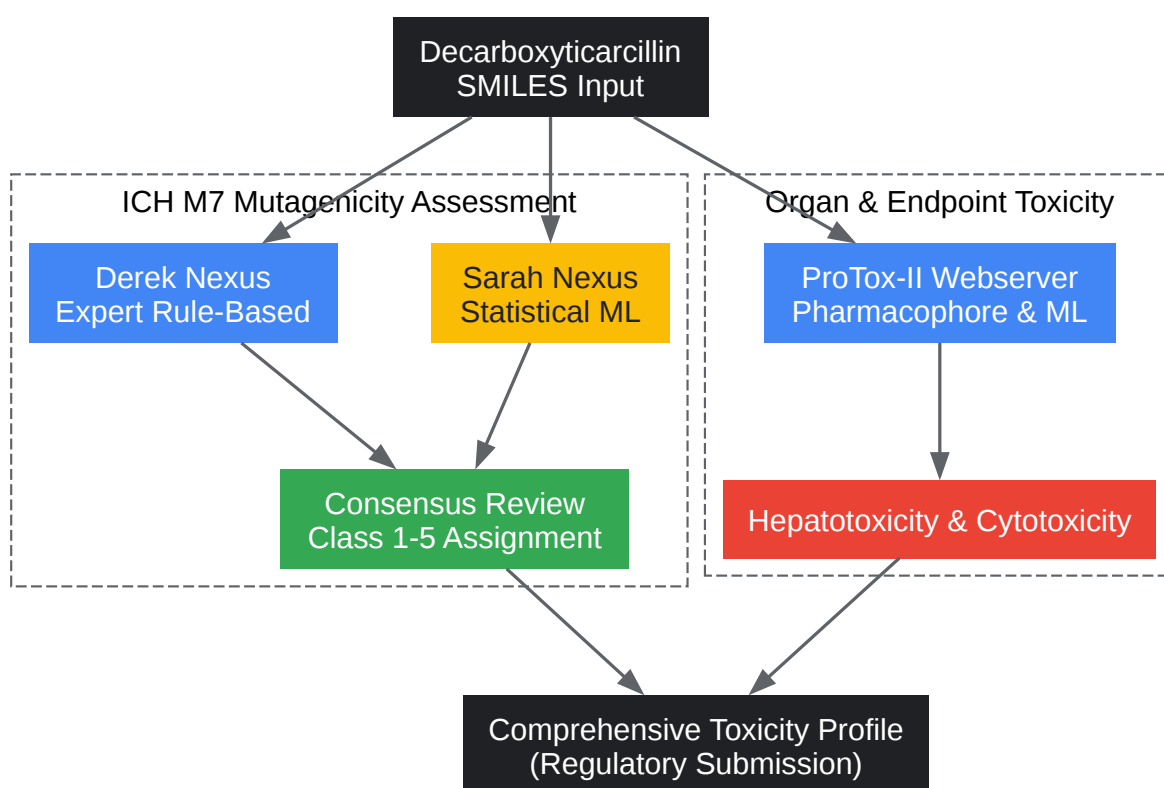 Decarboxyticarcillin
SMILES Input
ICH M7 Mutagenicity Assessment
Organ & Endpoint Toxicity
Derek Nexus
Expert Rule-Based
Sarah Nexus
Statistical ML
ProTox-II Webserver
Pharmacophore & ML
Consensus Review
Class 1-5 Assignment
Hepatotoxicity & Cytotoxicity
Comprehensive Toxicity Profile
(Regulatory Submission)